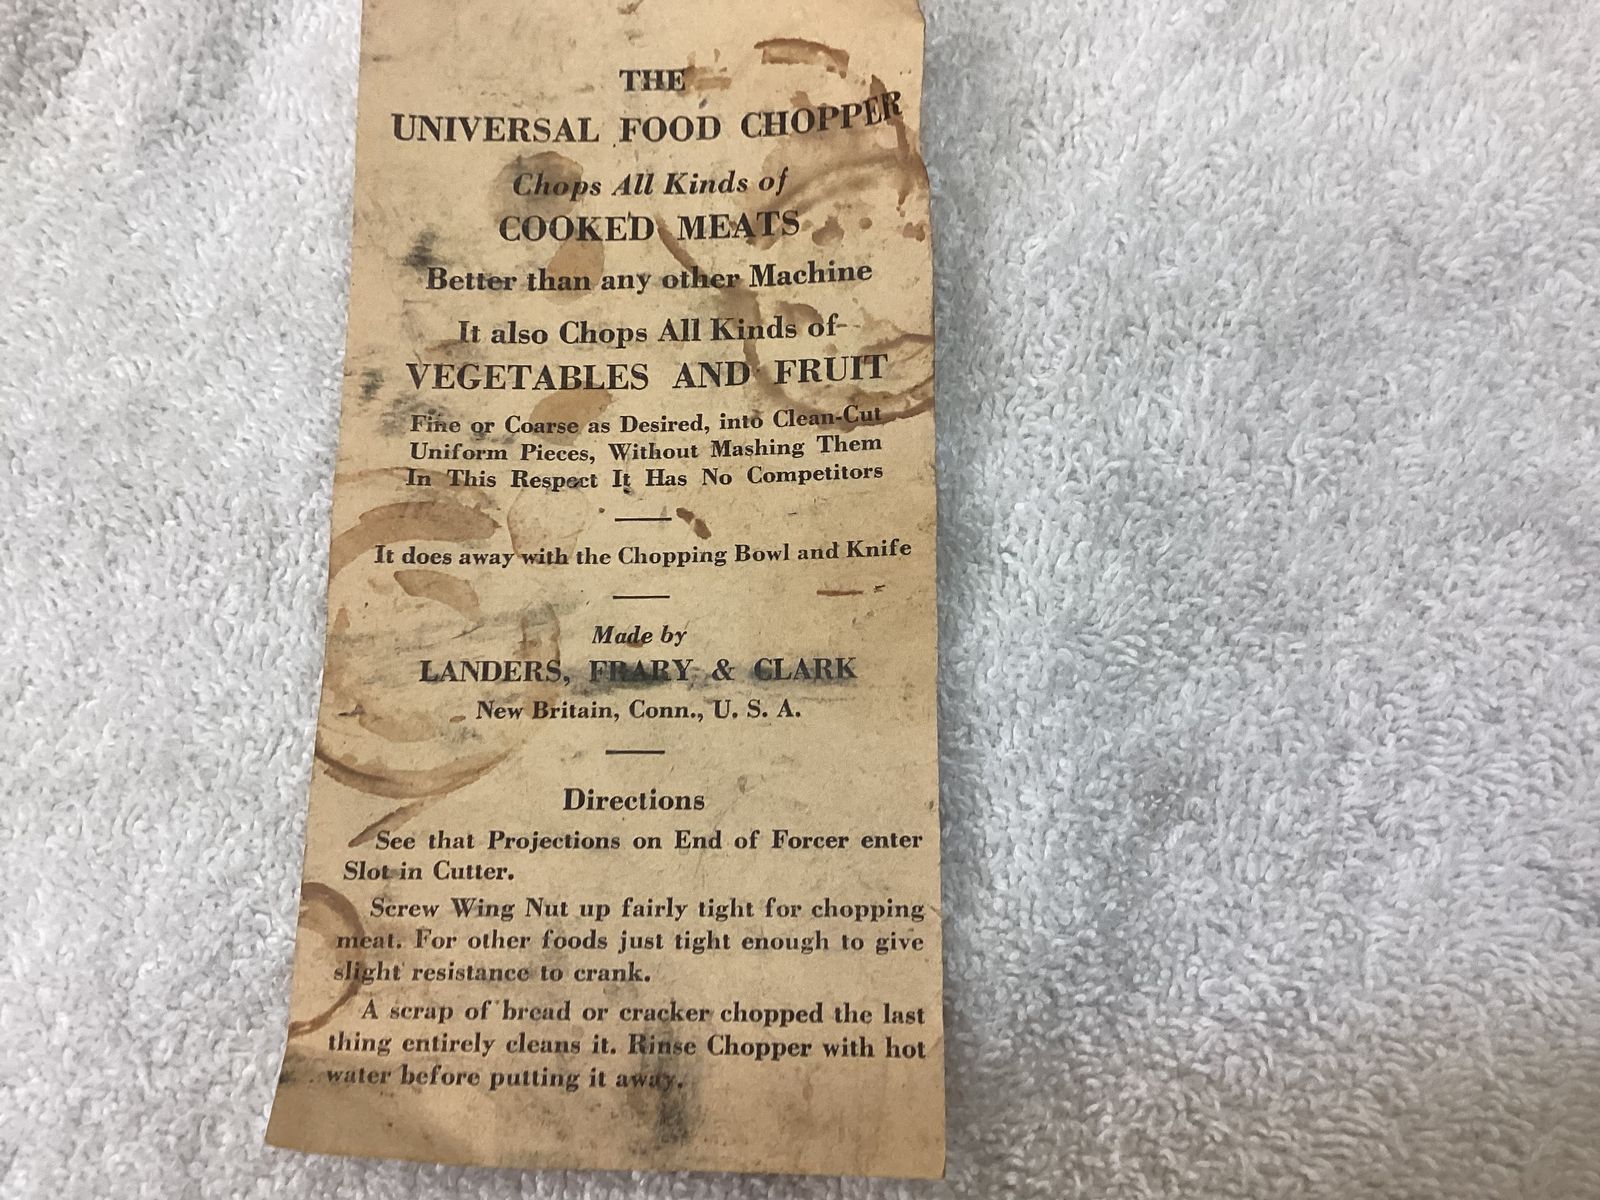 THE
UNIVERSAL FOOD CHOPPER
Chops All Kinds of
COOKED MEATS
Better than any other Machine
It also Chops All Kinds of
VEGETABLES AND FRUIT
Fine or Coarse as Desired, into Clean-Cut
Uniform Pieces, Without Mashing Them
In This Respect It Has No Competitors
It does away with the Chopping Bowl and Knife
Made by
LANDERS, FRARY & CLARK
New Britain, Conn., U. S. A.
Directions
See that Projections on End of Forcer enter
Slot in Cutter.
Screw Wing Nut up fairly tight for chopping
meat. For other foods just tight enough to give
slight resistance to crank.
A scrap of bread or cracker chopped the last
thing entirely cleans it. Rinse Chopper with hot
water before putting it away.